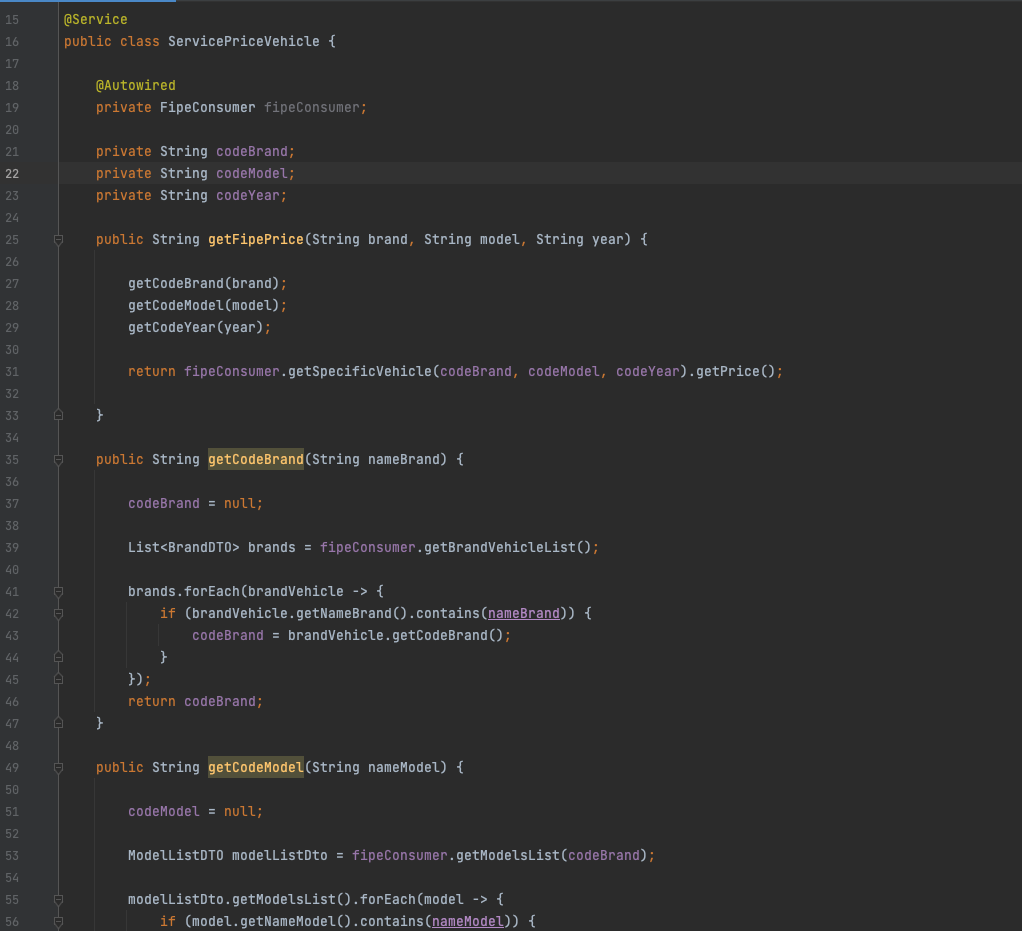 15 @Service
16 public class ServicePriceVehicle {
17
18     @Autowired
19     private FipeConsumer fipeConsumer;
20
21     private String codeBrand;
22     private String codeModel;
23     private String codeYear;
24
25     public String getFipePrice(String brand, String model, String year) {
26
27         getCodeBrand(brand);
28         getCodeModel(model);
29         getCodeYear(year);
30
31         return fipeConsumer.getSpecificVehicle(codeBrand, codeModel, codeYear).getPrice();
32
33     }
34
35     public String getCodeBrand(String nameBrand) {
36
37         codeBrand = null;
38
39         List<BrandDTO> brands = fipeConsumer.getBrandVehicleList();
40
41         brands.forEach(brandVehicle -> {
42             if (brandVehicle.getNameBrand().contains(nameBrand)) {
43                 codeBrand = brandVehicle.getCodeBrand();
44             }
45         });
46         return codeBrand;
47     }
48
49     public String getCodeModel(String nameModel) {
50
51         codeModel = null;
52
53         ModelListDTO modelListDto = fipeConsumer.getModelsList(codeBrand);
54
55         modelListDto.getModelsList().forEach(model -> {
56             if (model.getNameModel().contains(nameModel)) {